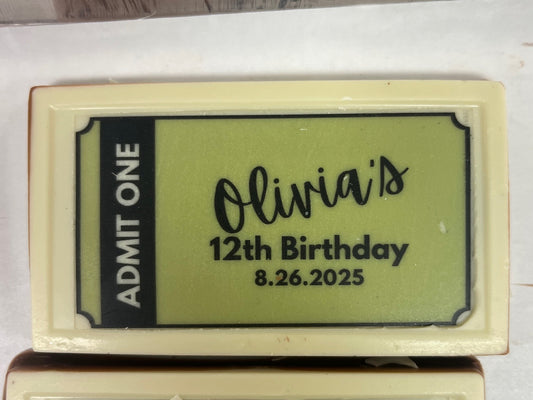 ADMIT ONE
Olivia's
12th Birthday
8.26.2025